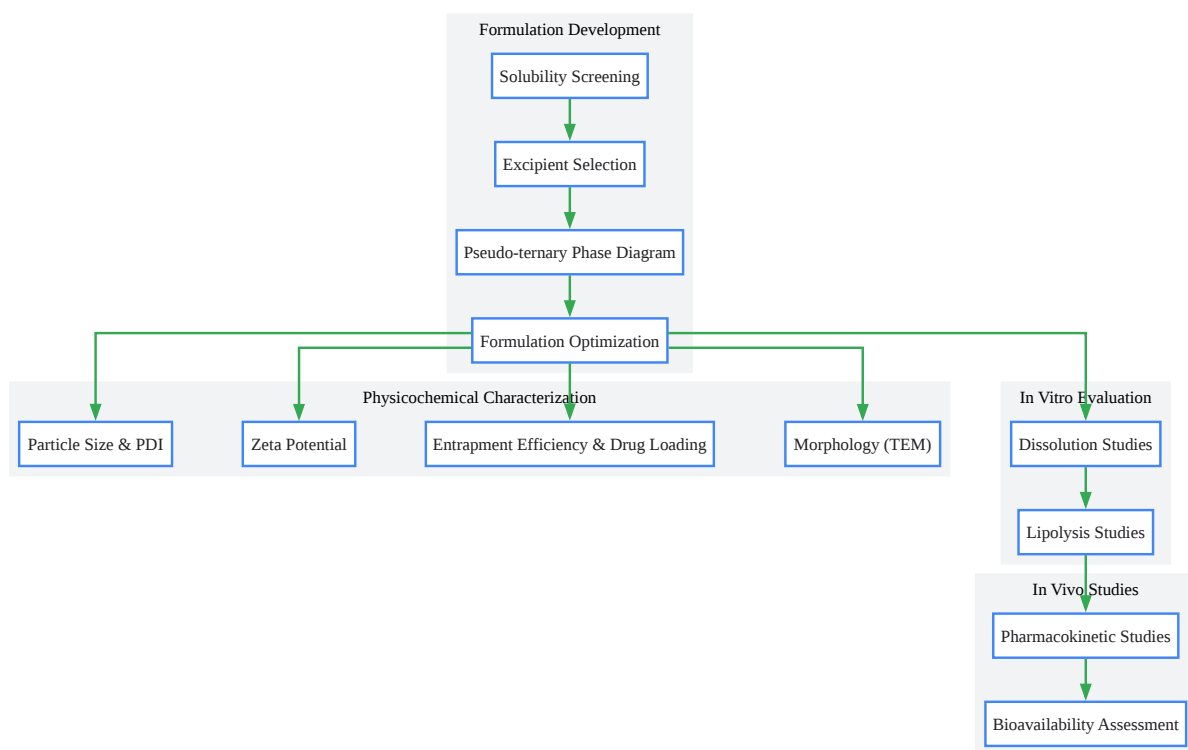 Formulation Development
Solubility Screening
Excipient Selection
Pseudo-ternary Phase Diagram
Formulation Optimization
Physicochemical Characterization
Particle Size & PDI
Zeta Potential
Entrapment Efficiency & Drug Loading
Morphology (TEM)
In Vitro Evaluation
Dissolution Studies
Lipolysis Studies
In Vivo Studies
Pharmacokinetic Studies
Bioavailability Assessment